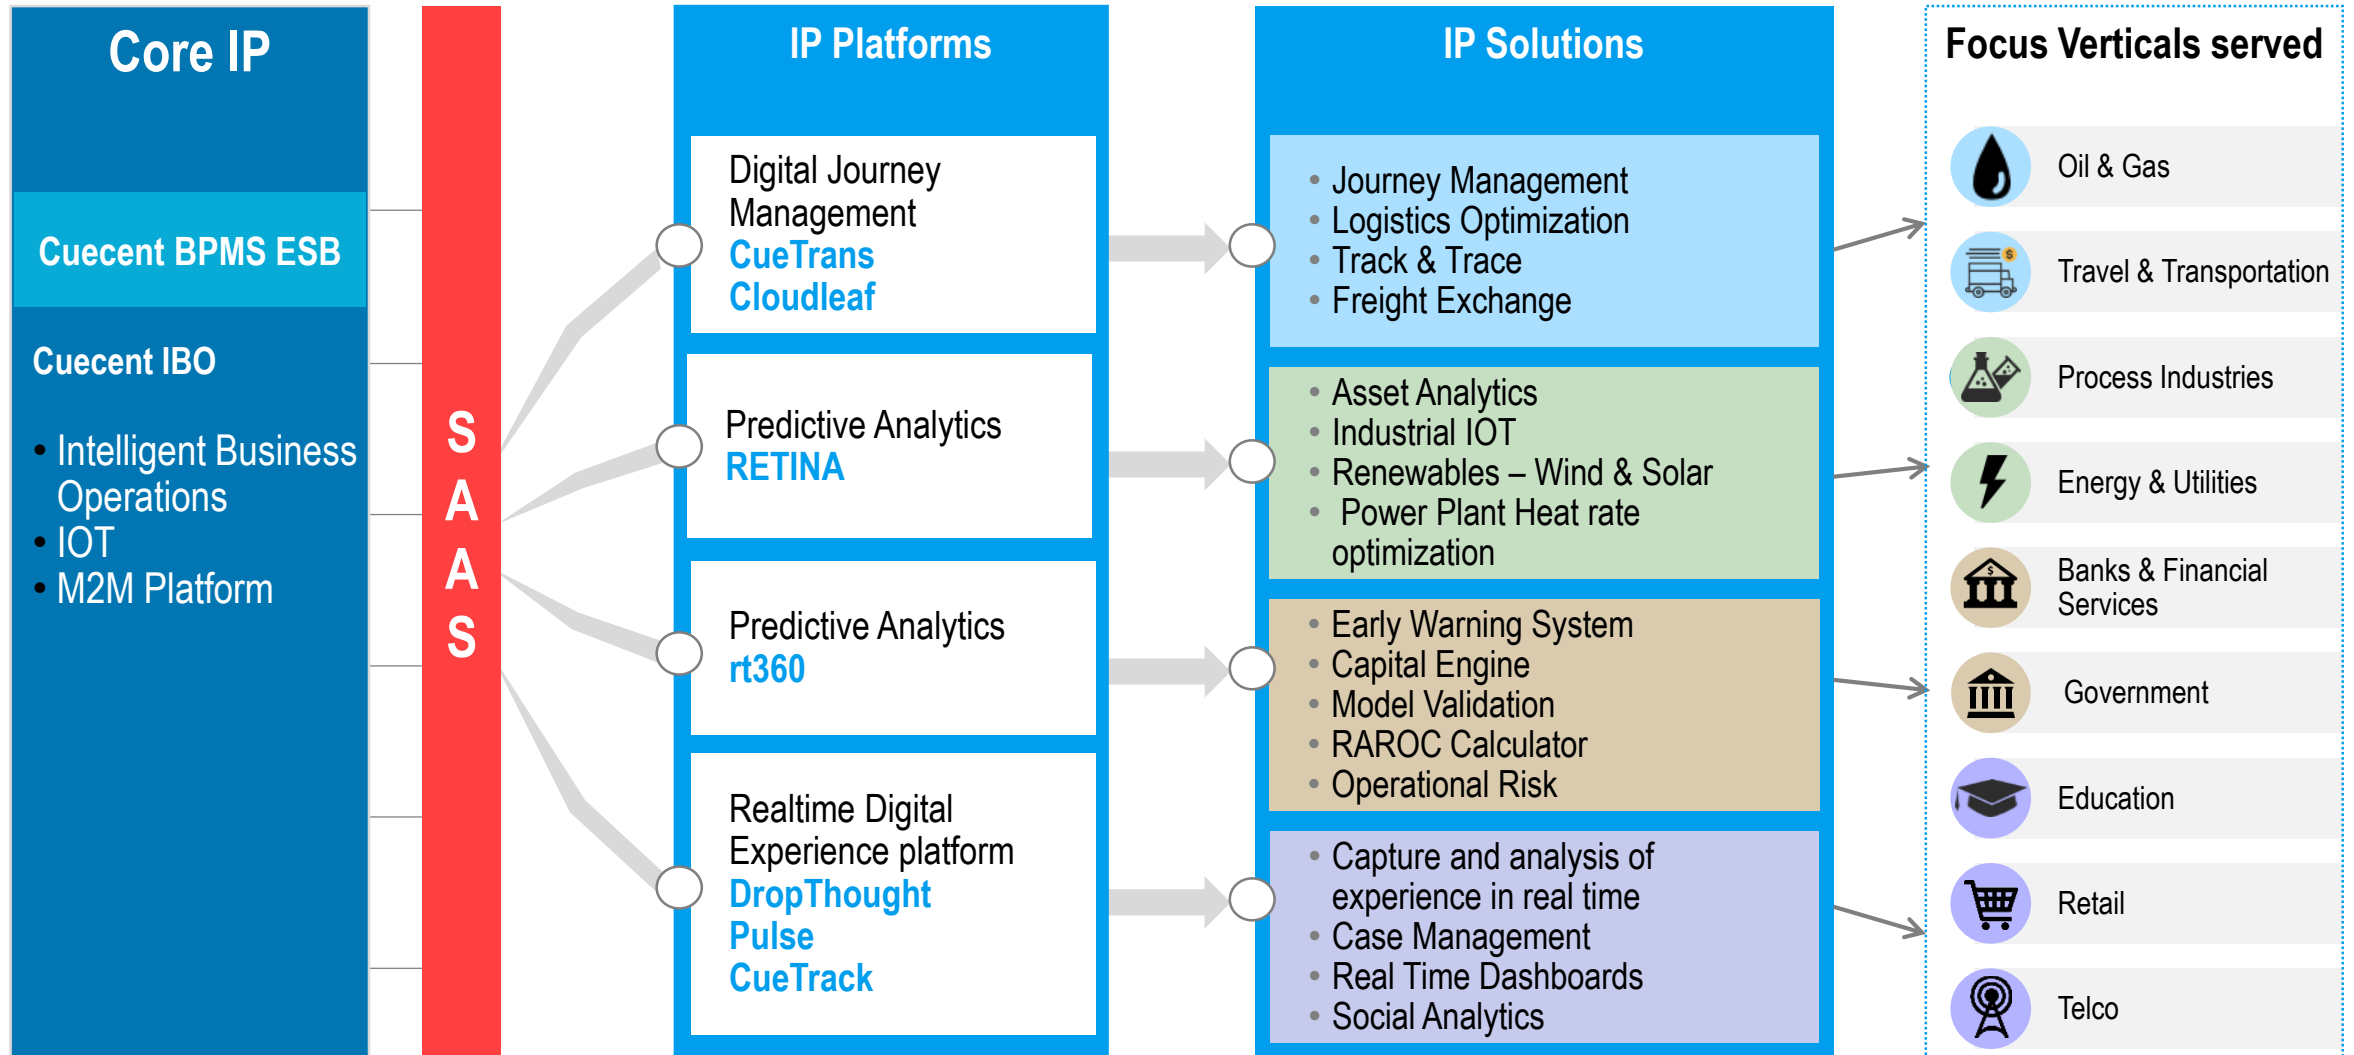 Core IP
Cuecent BPMS ESB
Cuecent IBO
• Intelligent Business
Operations
• IOT
• M2M Platform
S
A
A
S
IP Platforms
Digital Journey
Management
CueTrans
Cloudleaf
Predictive Analytics
RETINA
Predictive Analytics
rt360
Realtime Digital
Experience platform
DropThought
Pulse
CueTrack
IP Solutions
• Journey Management
• Logistics Optimization
• Track & Trace
• Freight Exchange
• Asset Analytics
• Industrial IOT
• Renewables – Wind & Solar
• Power Plant Heat rate
optimization
• Early Warning System
• Capital Engine
• Model Validation
• RAROC Calculator
• Operational Risk
• Capture and analysis of
experience in real time
• Case Management
• Real Time Dashboards
• Social Analytics
Focus Verticals served
Oil & Gas
$
Travel & Transportation
Process Industries
Energy & Utilities
$
Banks & Financial
Services
Government
Education
Retail
Telco